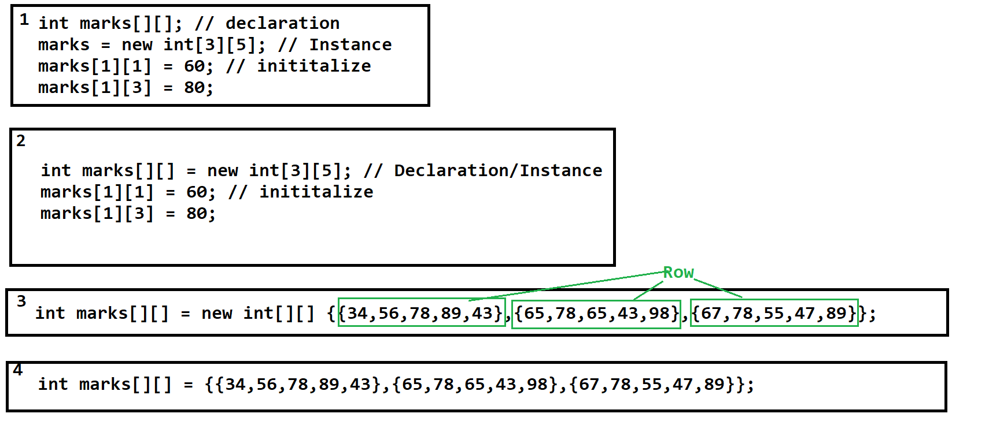 1
int marks[][]; // declaration
marks = new int[3][5]; // Instance
marks[1][1] = 60; // inititalize
marks[1][3] = 80;
2
int marks[][] = new int[3][5]; // Declaration/Instance
marks[1][1] = 60; // inititalize
marks[1][3] = 80;
Row
3
int marks[][] = new int[][] {{34,56,78,89,43},{65,78,65,43,98},{67,78,55,47,89}};
4
int marks[][] = {{34,56,78,89,43},{65,78,65,43,98},{67,78,55,47,89}};